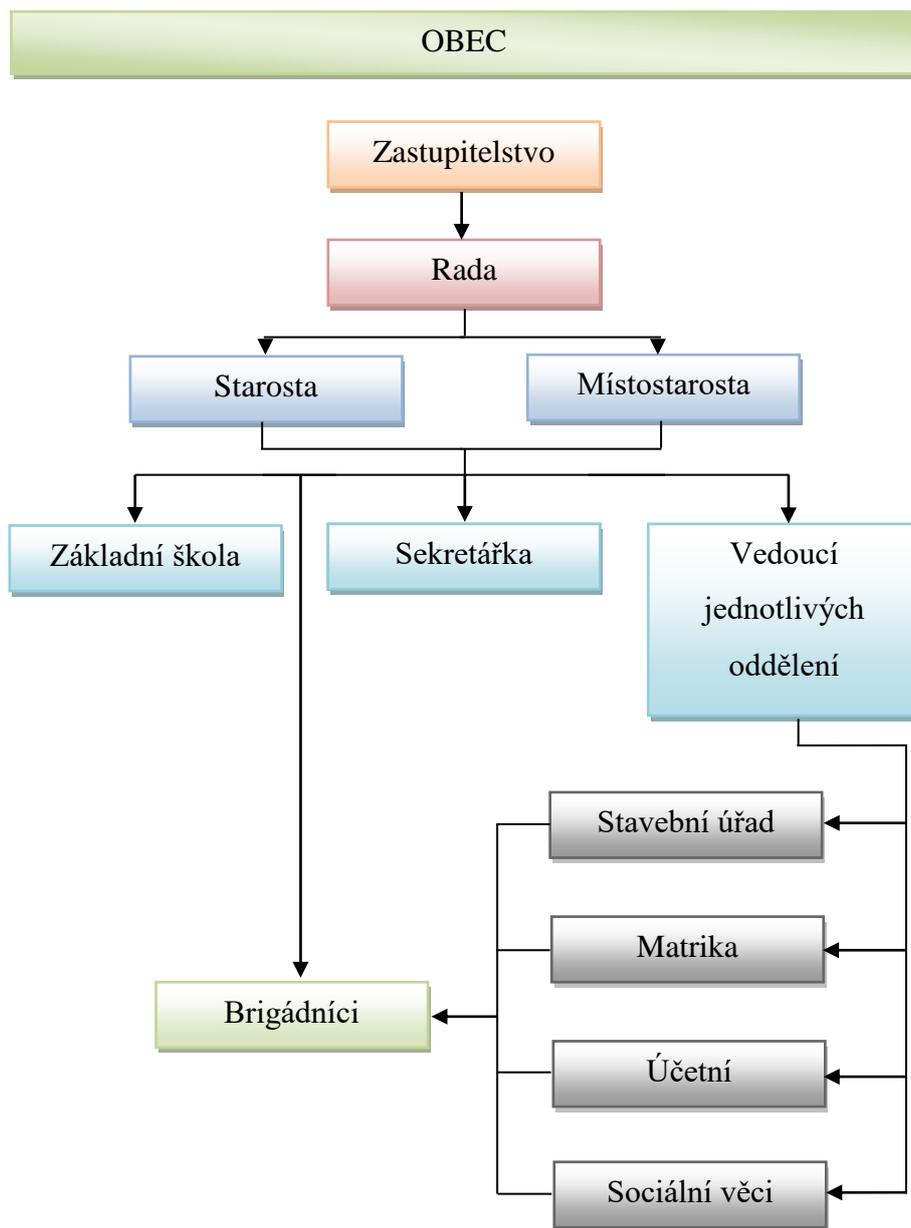 OBEC
Zastupitelstvo
Rada
Starosta
Místostarosta
Základní škola
Sekretářka
Vedoucí
jednotlivých
oddělení
Stavební úřad
Matrika
Brigádníci
Účetní
Sociální věci